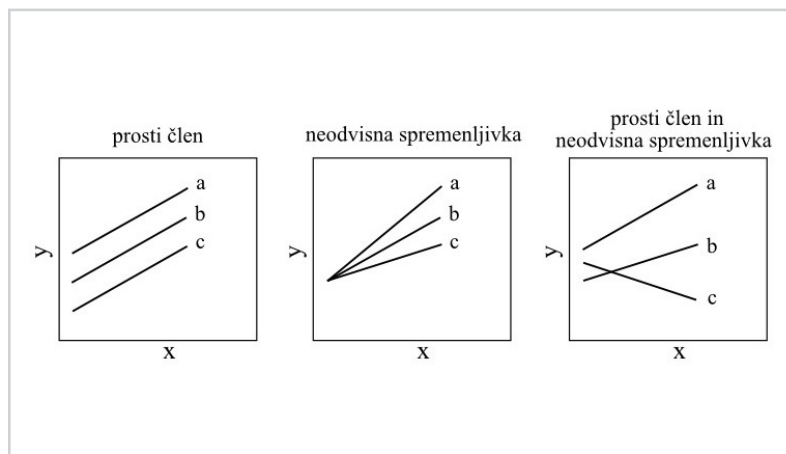 prosti člen
a
b
c
y
x
neodvisna spremenljivka
a
b
c
y
x
prosti člen in
neodvisna spremenljivka
a
b
c
y
x